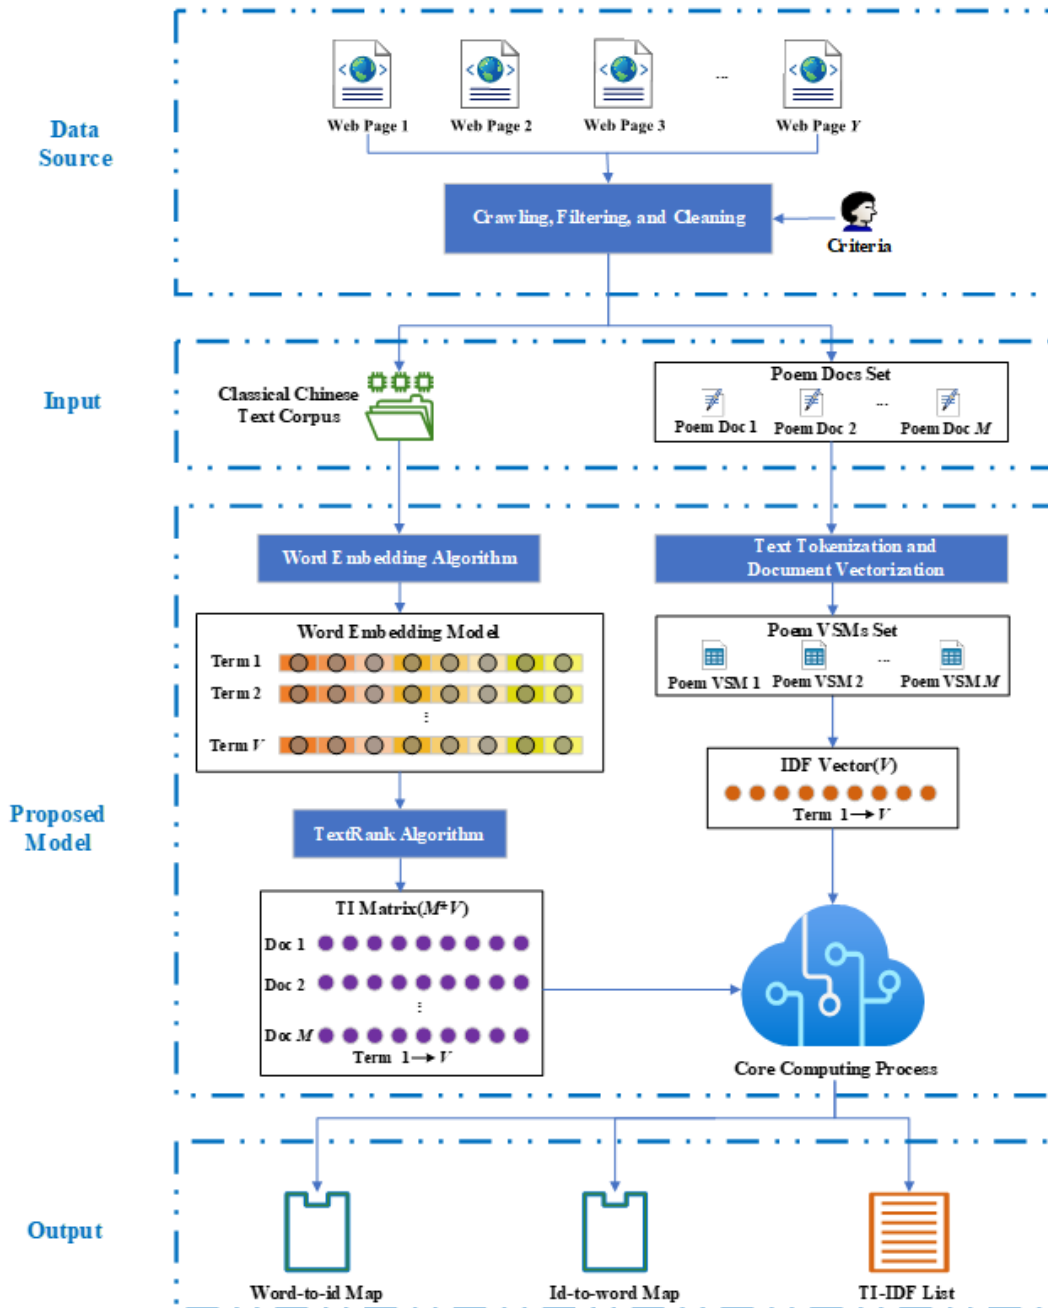 Data
Source
Web Page 1
Web Page 2
Web Page 3
...
Web Page Y
Crawling, Filtering, and Cleaning
Criteria
Input
Classical Chinese
Text Corpus
Poem Docs Set
Poem Doc 1
Poem Doc 2
...
Poem Doc M
Proposed
Model
Word Embedding Algorithm
Word Embedding Model
Term 1
Term 2
⋮
Term V
TextRank Algorithm
TI Matrix(M*V)
Doc 1
Doc 2
⋮
Doc M
Term 1→V
Text Tokenization and
Document Vectorization
Poem VSMs Set
Poem VSM 1
Poem VSM 2
...
Poem VSM M
IDF Vector(V)
Term 1→V
Core Computing Process
Output
Word-to-id Map
Id-to-word Map
TI-IDF List